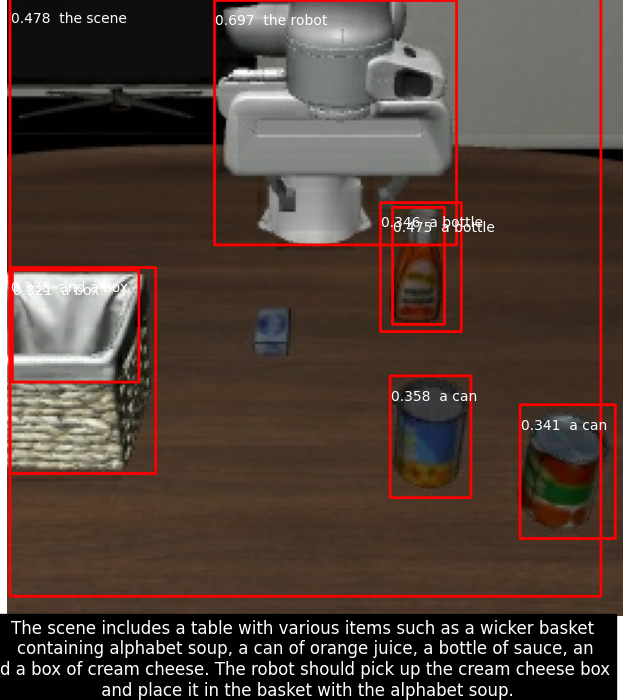 0.478 the scene
0.697 the robot
0.346 a bottle
0.475 a bottle
and a box
0.321 a box
0.358 a can
0.341 a can
The scene includes a table with various items such as a wicker basket
containing alphabet soup, a can of orange juice, a bottle of sauce, an
d a box of cream cheese. The robot should pick up the cream cheese box
and place it in the basket with the alphabet soup.